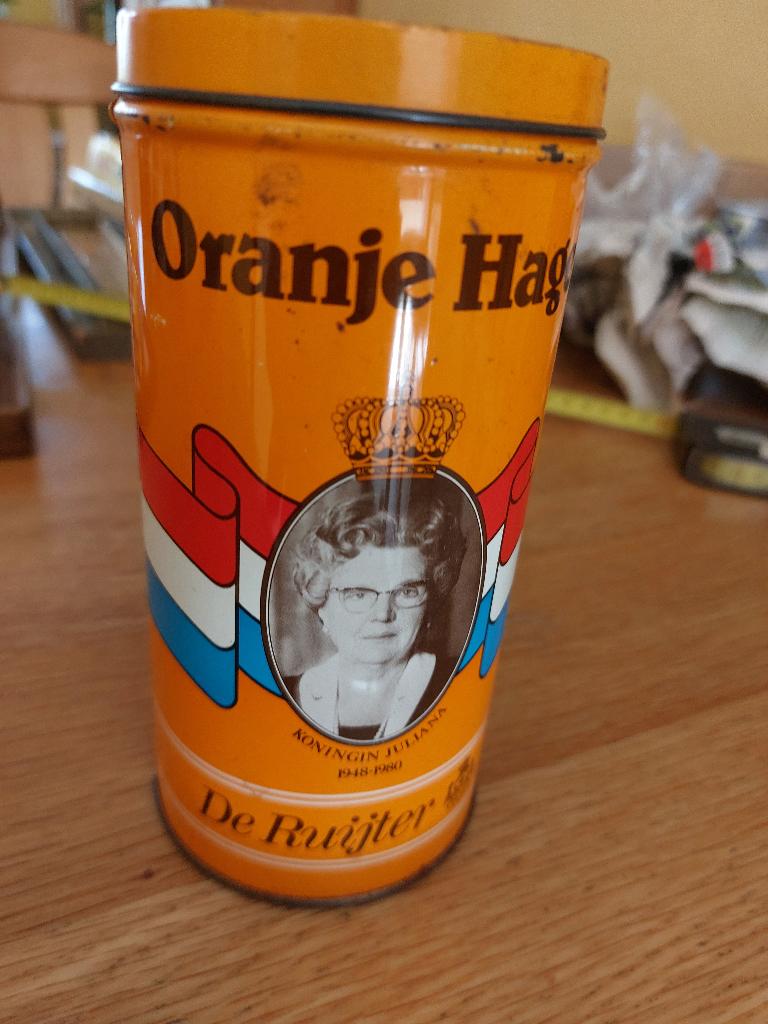 Oranje Hag
KONINGIN JULIANA
1948-1980
De Ruijter